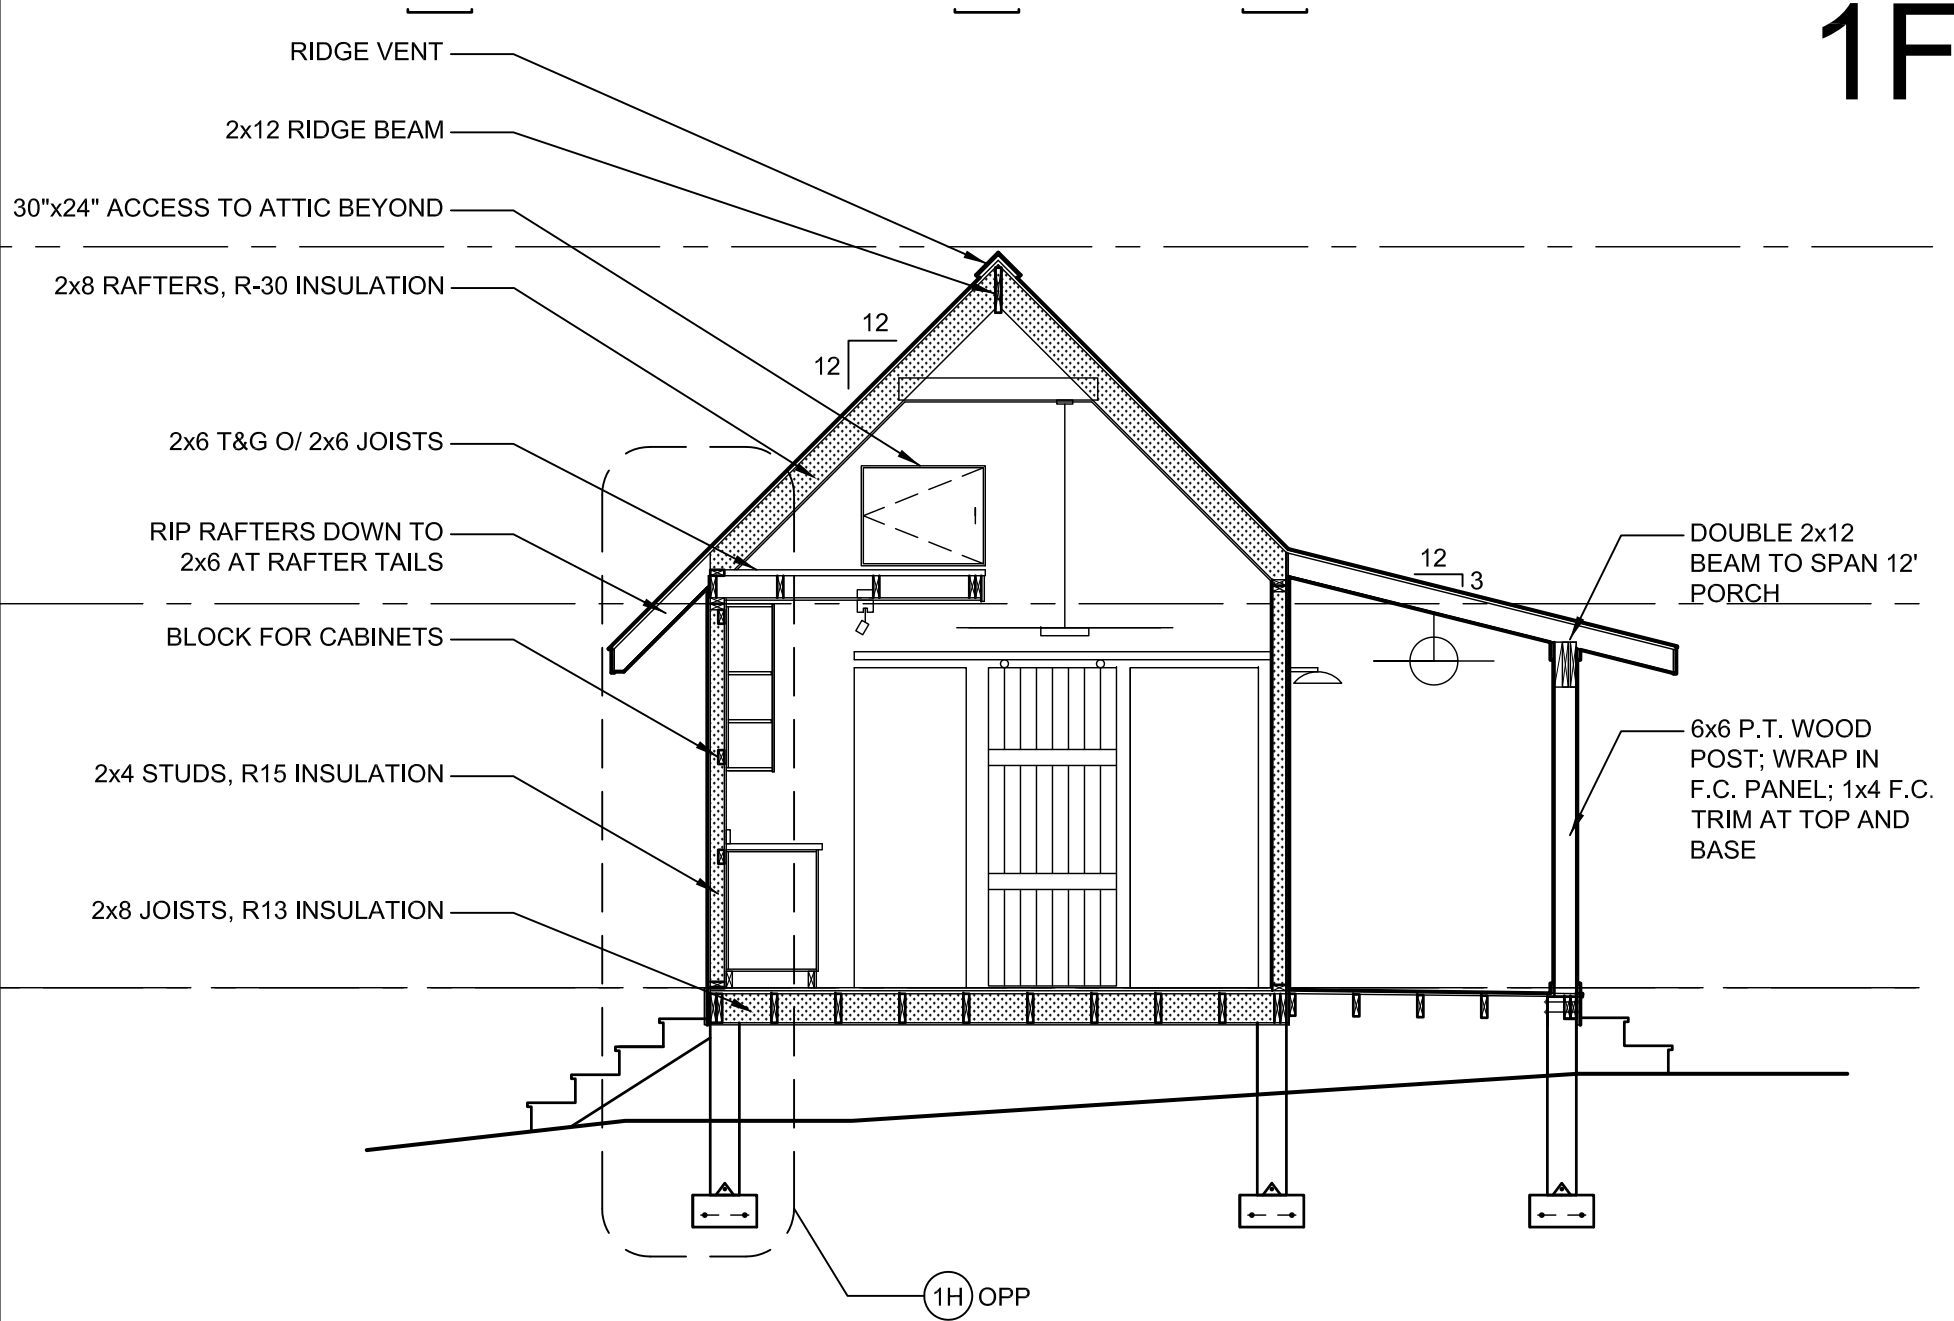 1F
RIDGE VENT
2x12 RIDGE BEAM
30"x24" ACCESS TO ATTIC BEYOND
2x8 RAFTERS, R-30 INSULATION
12
12
2x6 T&G O/ 2x6 JOISTS
RIP RAFTERS DOWN TO
2x6 AT RAFTER TAILS
BLOCK FOR CABINETS
2x4 STUDS, R15 INSULATION
2x8 JOISTS, R13 INSULATION
12
3
DOUBLE 2x12
BEAM TO SPAN 12'
PORCH
6x6 P.T. WOOD
POST; WRAP IN
F.C. PANEL; 1x4 F.C.
TRIM AT TOP AND
BASE
1H OPP